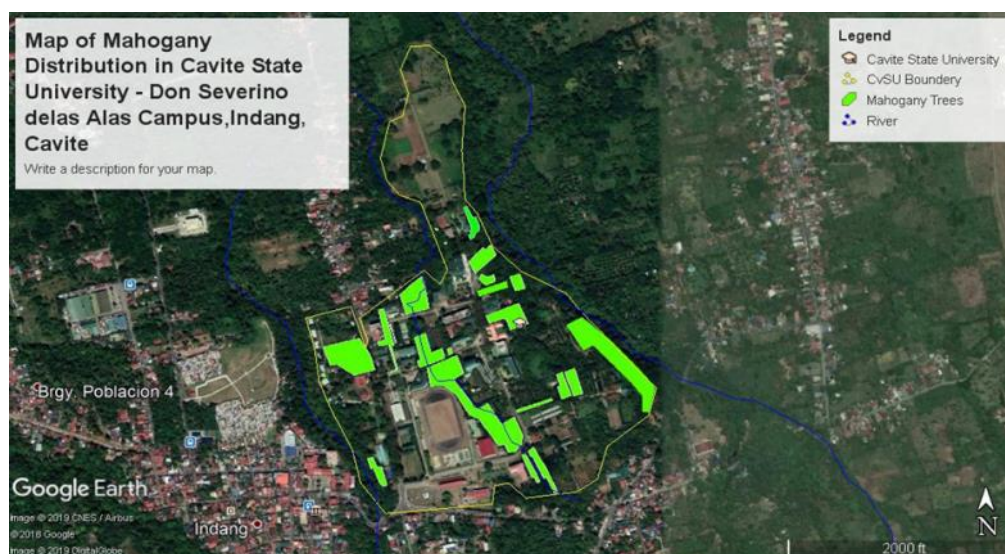 Map of Mahogany
Distribution in Cavite State
University - Don Severino
delas Alas Campus,Indang,
Cavite
Write a description for your map.
Legend
Cavite State University
CvSU Boundery
Mahogany Trees
River
Brgy. Poblacion 4
Google Earth
Indang
Image © 2019 CNES / Airbus
© 2018 Google
Image © 2019 DigitalGlobe
N
2000 ft